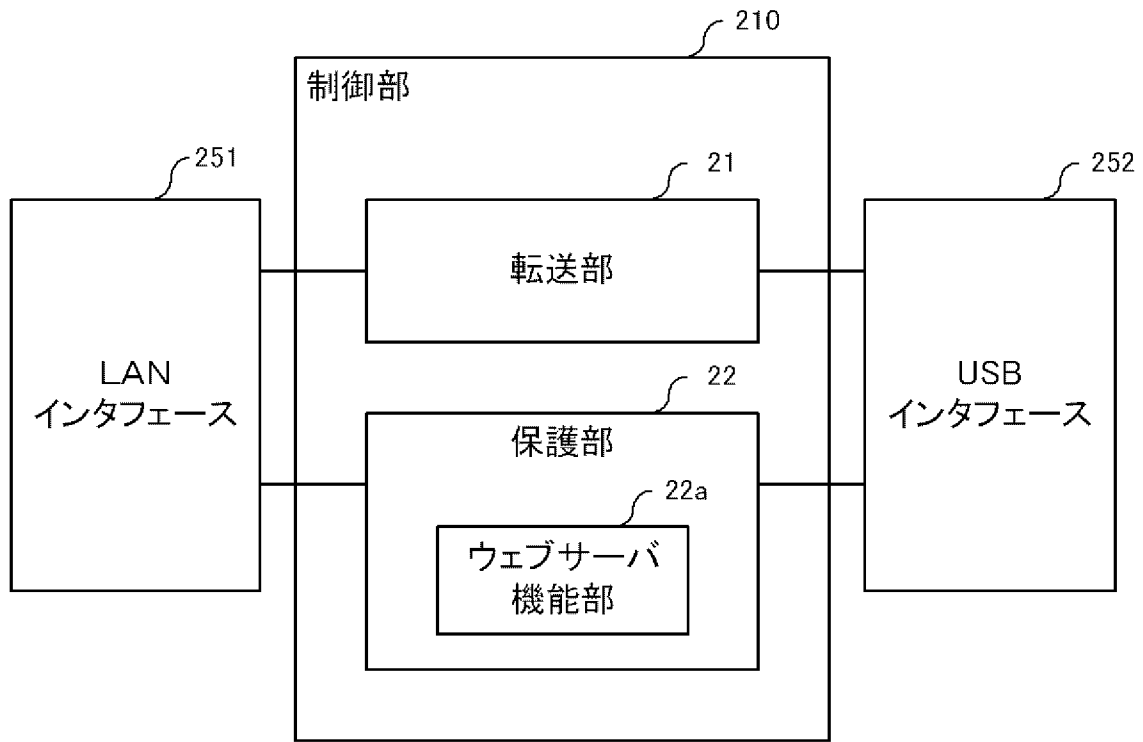 210
制御部
251
21
252
転送部
LAN
インタフェース
USB
インタフェース
22
保護部
22a
ウェブサーバ
機能部